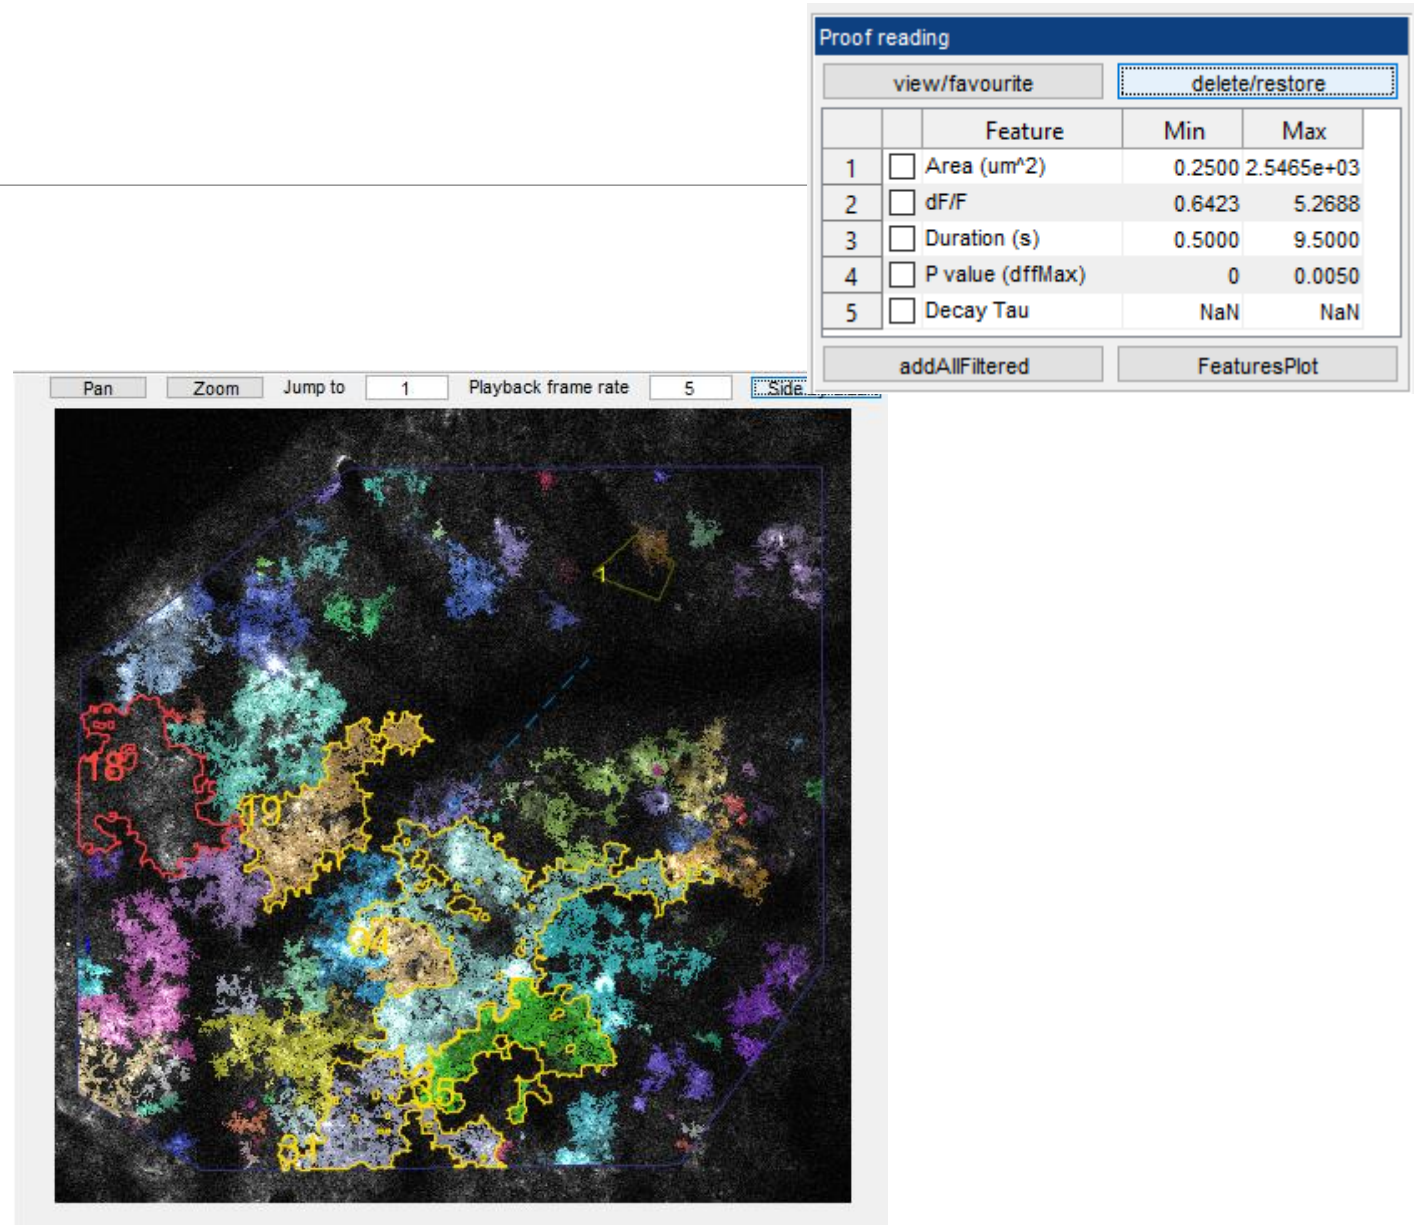 Proof reading
view/favourite delete/restore
Feature Min Max
1 Area (um^2) 0.2500 2.5465e+03
2 dF/F 0.6423 5.2688
3 Duration (s) 0.5000 9.5000
4 P value (dffMax) 0 0.0050
5 Decay Tau NaN NaN
addAllFiltered FeaturesPlot
Pan Zoom Jump to 1 Playback frame rate 5 Side
1
19